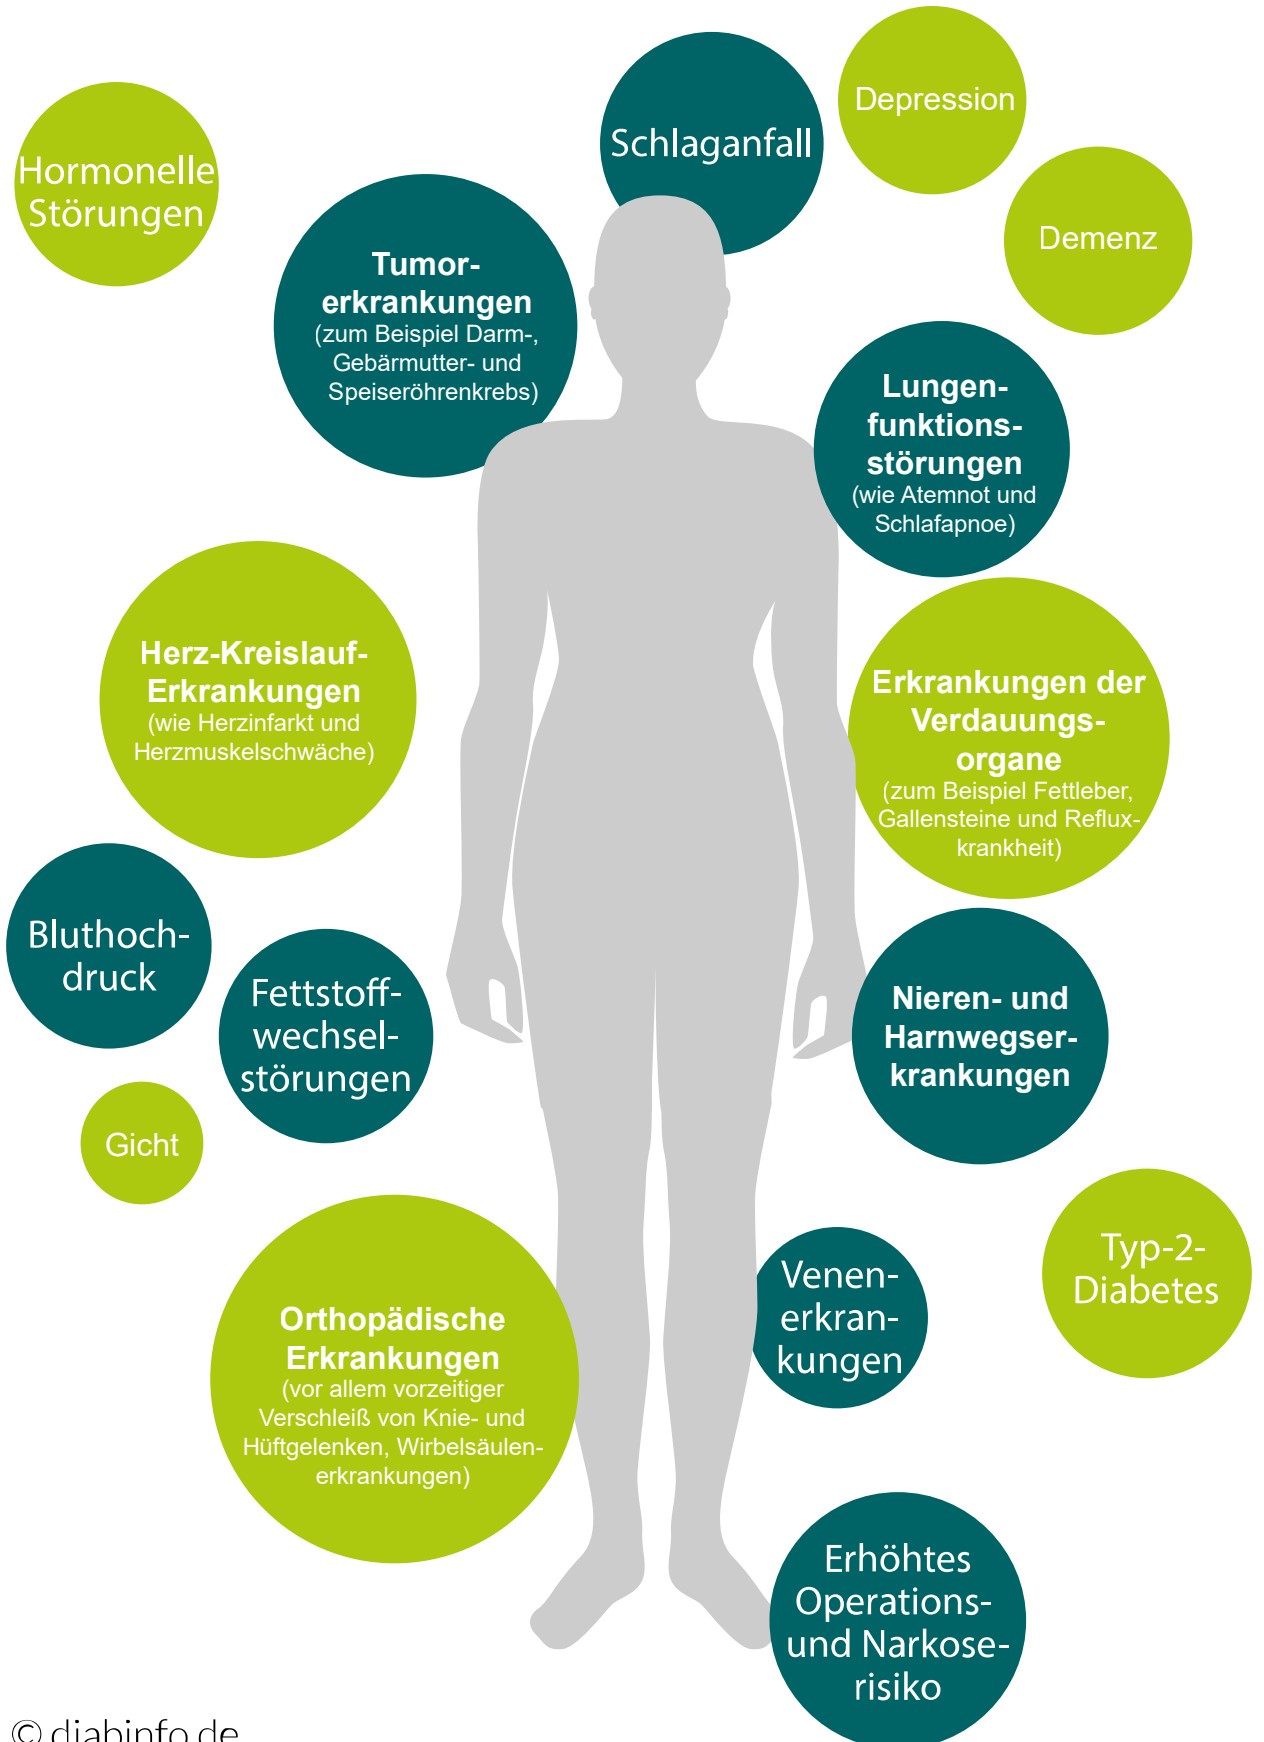 Depression
Schlaganfall
Hormonelle
Störungen
Demenz
Tumor-
erkrankungen
(zum Beispiel Darm-,
Gebärmutter- und
Speiseröhrenkrebs)
Lungen-
funktions-
störungen
(wie Atemnot und
Schlafapnoe)
Herz-Kreislauf-
Erkrankungen
(wie Herzinfarkt und
Herzmuskelschwäche)
Erkrankungen der
Verdauungs-
organe
(zum Beispiel Fettleber,
Gallensteine und Reflux-
krankheit)
Bluthoch-
druck
Fettstoff-
wechsel-
störungen
Nieren- und
Harnwegser-
krankungen
Gicht
Typ-2-
Diabetes
Venen-
erkran-
kungen
Orthopädische
Erkrankungen
(vor allem vorzeitiger
Verschleiß von Knie- und
Hüftgelenken, Wirbelsäulen-
erkrankungen)
Erhöhtes
Operations-
und Narkose-
risiko
© diabinfo.de